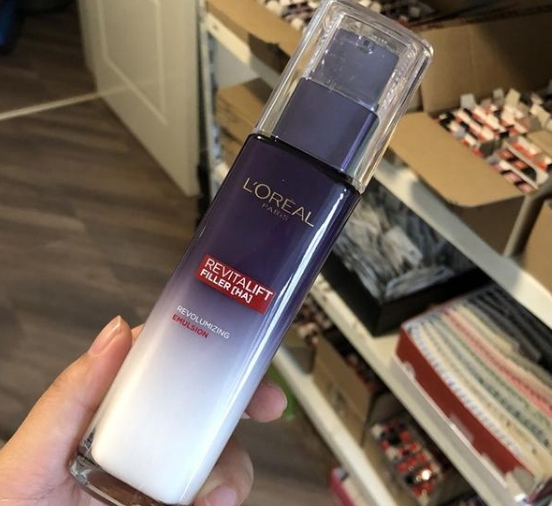 L'ORÉAL
PARIS
REVITALIFT
FILLER [HA]
REVOLUMIZING
EMULSION